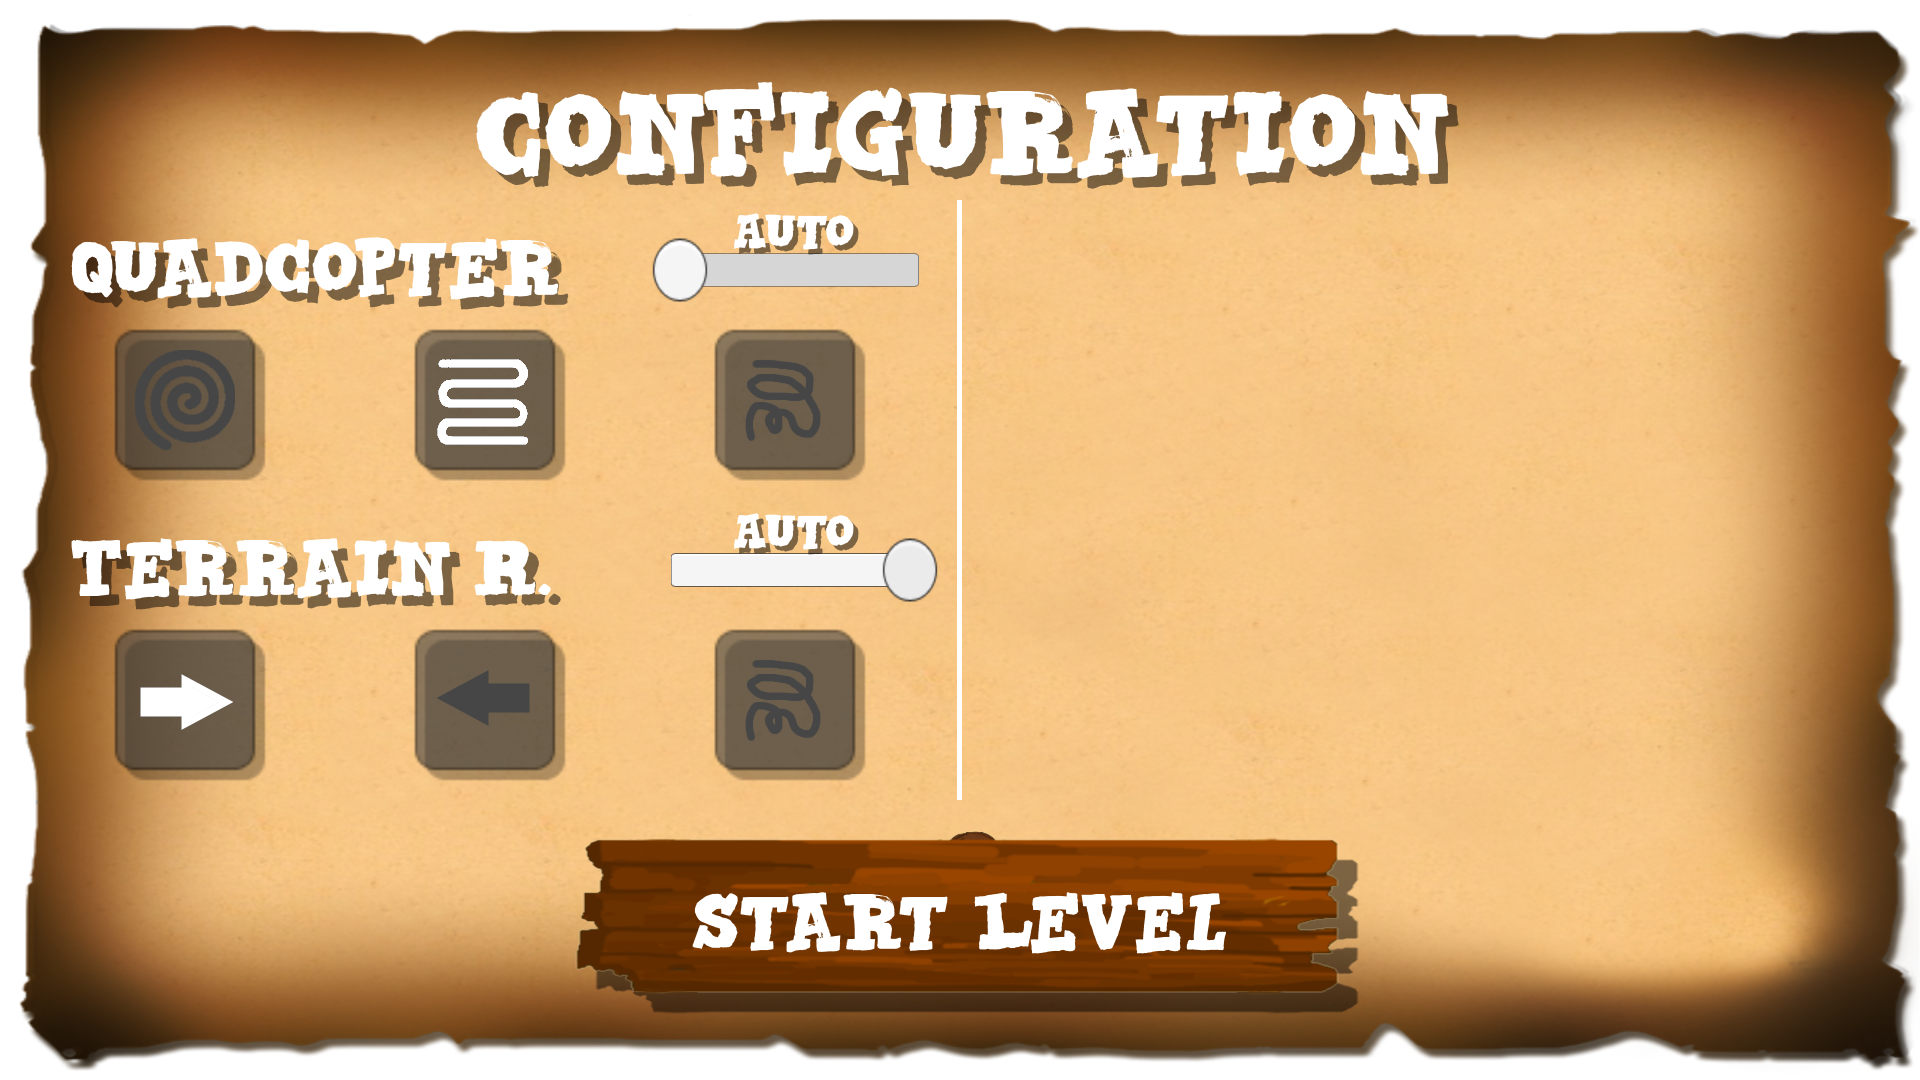 CONFIGURATION
QUADCOPTER
AUTO
TERRAIN R.
AUTO
START LEVEL